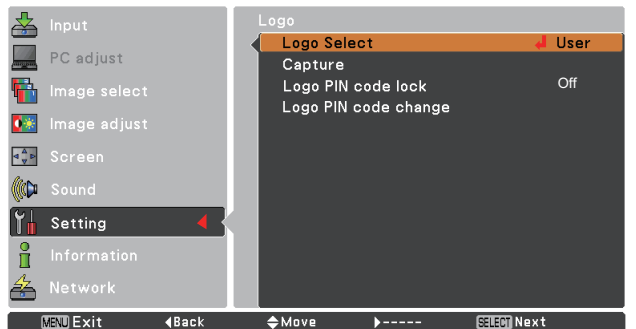 Input
PC adjust
Image select
Image adjust
Screen
Sound
Setting
Information
Network
Logo
Logo Select User
Capture
Logo PIN code lock Off
Logo PIN code change
MENU Exit ◀Back ◆Move ▶----- SELECT Next